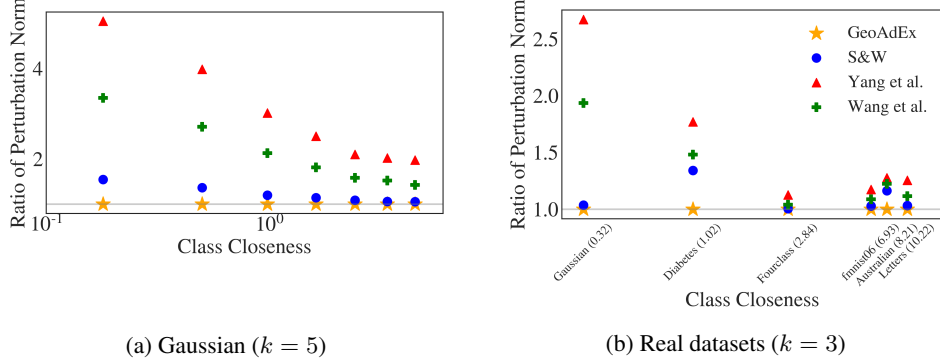 Ratio of Perturbation Norm
4
2
10⁻¹
10⁰
Class Closeness
(a) Gaussian (k = 5)
Ratio of Perturbation Norm
2.5
2.0
1.5
1.0
GeoAdEx
S&W
Yang et al.
Wang et al.
Gaussian (0.32)
Diabetes (1.02)
Fourclass (2.84)
fmnist06 (6.93)
Australian (8.21)
Letters (10.22)
Class Closeness
(b) Real datasets (k = 3)